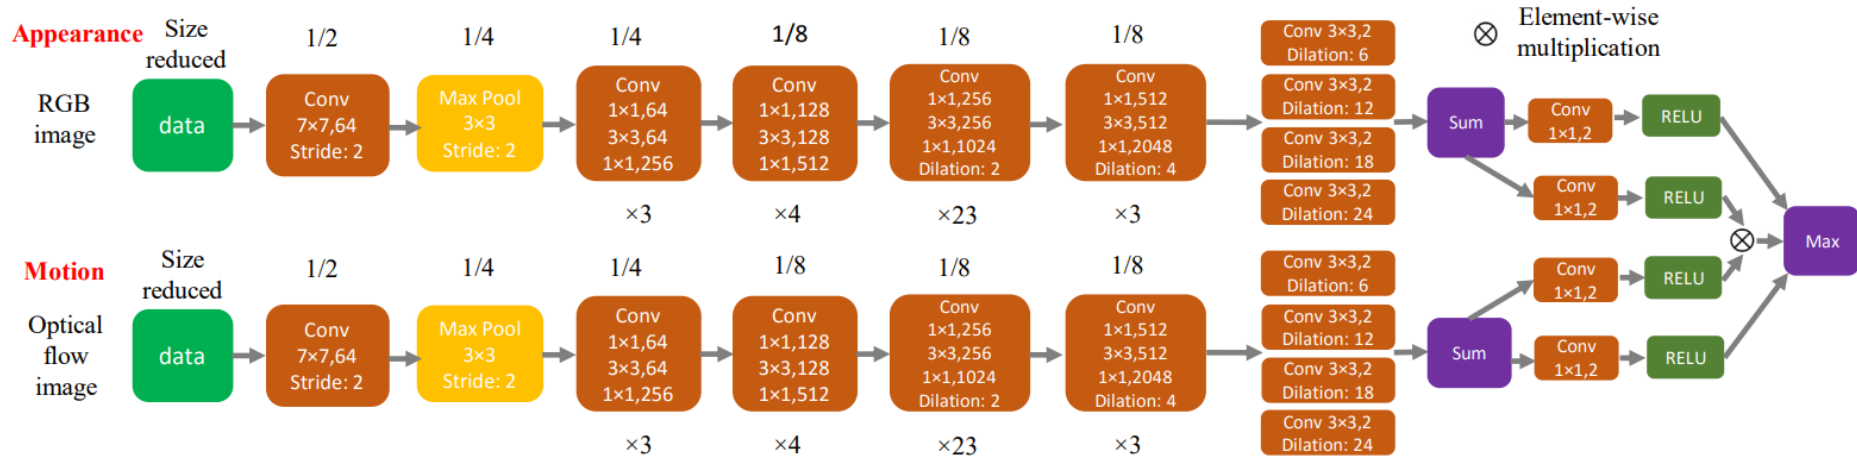 Appearance
Size
reduced
1/2
1/4
1/4
1/8
1/8
1/8
RGB
image
data
Conv
7×7,64
Stride: 2
Max Pool
3×3
Stride: 2
Conv
1×1,64
3×3,64
1×1,256
Conv
1×1,128
3×3,128
1×1,512
Conv
1×1,256
3×3,256
1×1,1024
Dilation: 2
Conv
1×1,512
3×3,512
1×1,2048
Dilation: 4
×3
×4
×23
×3
Conv 3×3,2
Dilation: 6
Conv 3×3,2
Dilation: 12
Conv 3×3,2
Dilation: 18
Conv 3×3,2
Dilation: 24
Sum
Conv
1×1,2
RELU
Conv
1×1,2
RELU
⊗
Element-wise
multiplication
⊗
Max
Motion
Size
reduced
1/2
1/4
1/4
1/8
1/8
1/8
Optical
flow
image
data
Conv
7×7,64
Stride: 2
Max Pool
3×3
Stride: 2
Conv
1×1,64
3×3,64
1×1,256
Conv
1×1,128
3×3,128
1×1,512
Conv
1×1,256
3×3,256
1×1,1024
Dilation: 2
Conv
1×1,512
3×3,512
1×1,2048
Dilation: 4
×3
×4
×23
×3
Conv 3×3,2
Dilation: 6
Conv 3×3,2
Dilation: 12
Conv 3×3,2
Dilation: 18
Conv 3×3,2
Dilation: 24
Sum
Conv
1×1,2
RELU
Conv
1×1,2
RELU